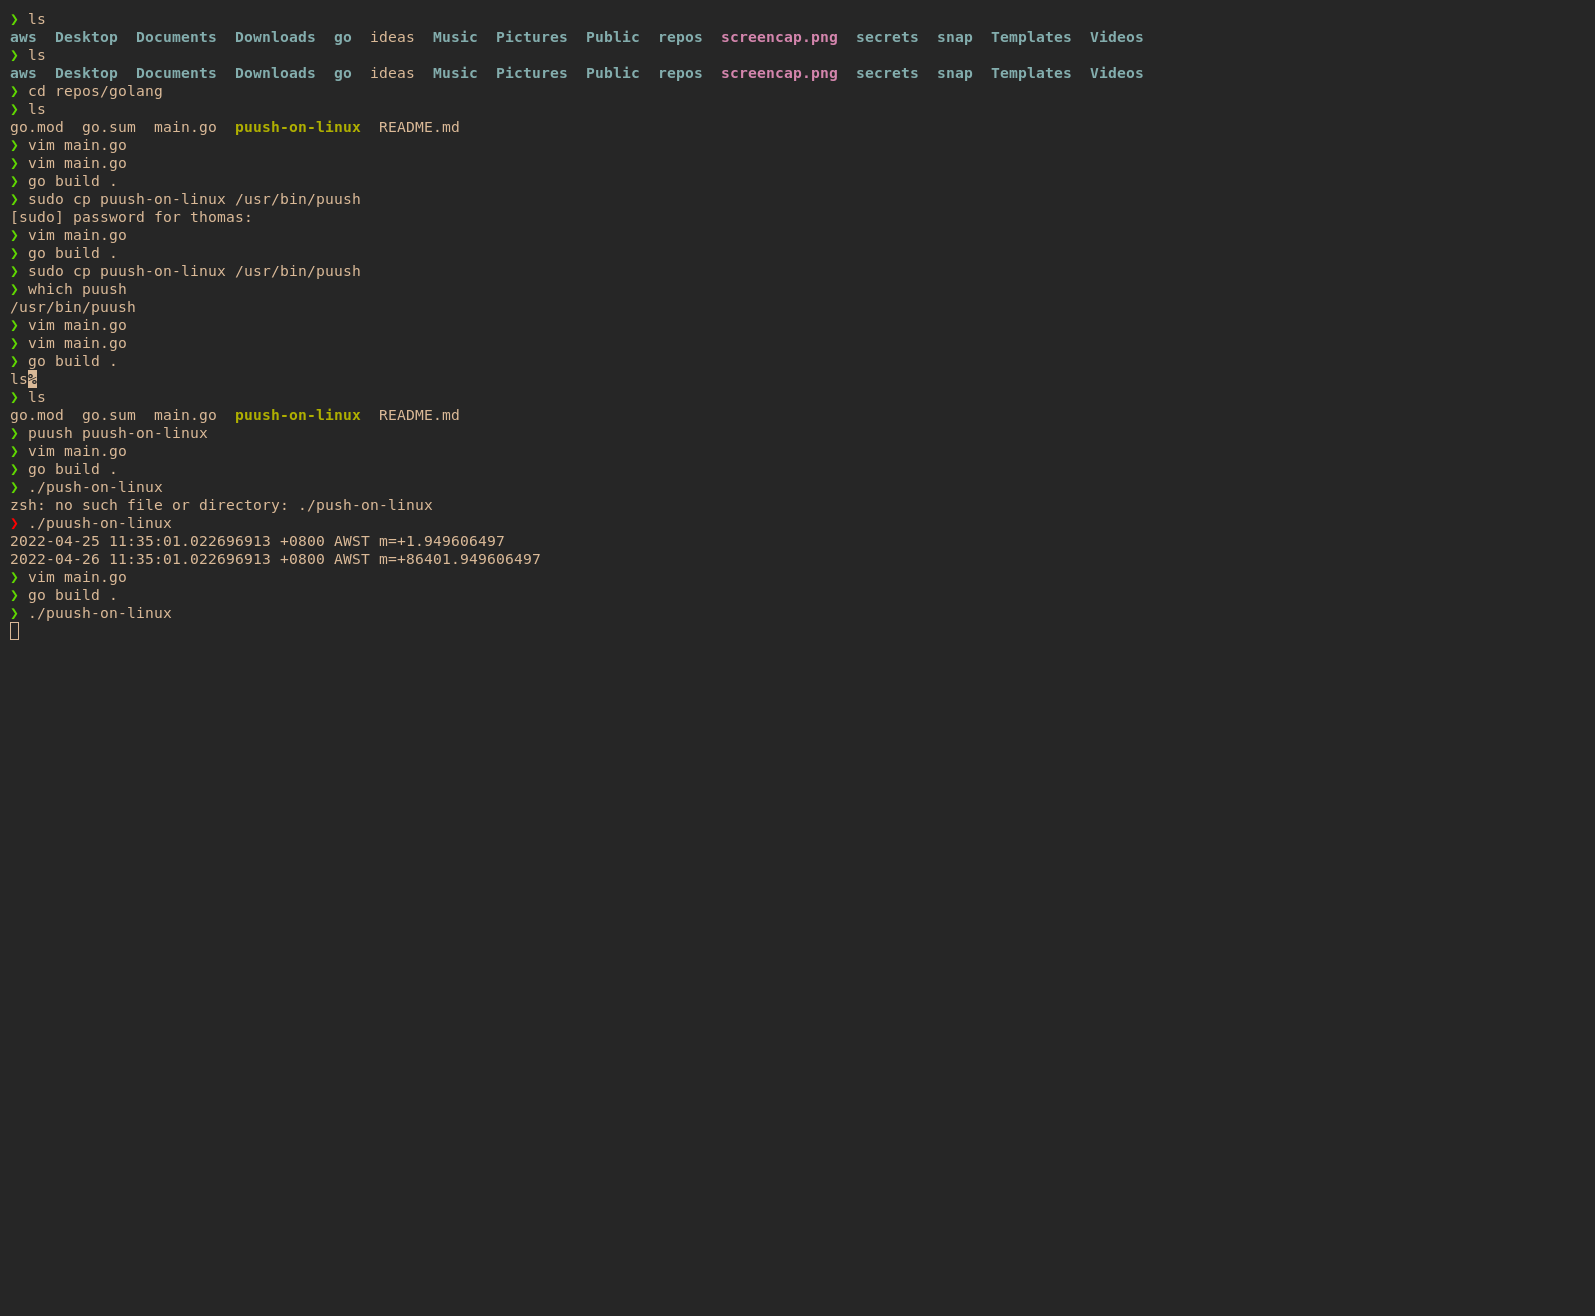 ❯ ls
aws  Desktop  Documents  Downloads  go  ideas  Music  Pictures  Public  repos  screencap.png  secrets  snap  Templates  Videos
❯ ls
aws  Desktop  Documents  Downloads  go  ideas  Music  Pictures  Public  repos  screencap.png  secrets  snap  Templates  Videos
❯ cd repos/golang
❯ ls
go.mod  go.sum  main.go  puush-on-linux  README.md
❯ vim main.go
❯ vim main.go
❯ go build .
❯ sudo cp puush-on-linux /usr/bin/puush
[sudo] password for thomas:
❯ vim main.go
❯ go build .
❯ sudo cp puush-on-linux /usr/bin/puush
❯ which puush
/usr/bin/puush
❯ vim main.go
❯ vim main.go
❯ go build .
ls%
❯ ls
go.mod  go.sum  main.go  puush-on-linux  README.md
❯ puush puush-on-linux
❯ vim main.go
❯ go build .
❯ ./push-on-linux
zsh: no such file or directory: ./push-on-linux
❯ ./puush-on-linux
2022-04-25 11:35:01.022696913 +0800 AWST m=+1.949606497
2022-04-26 11:35:01.022696913 +0800 AWST m=+86401.949606497
❯ vim main.go
❯ go build .
❯ ./puush-on-linux